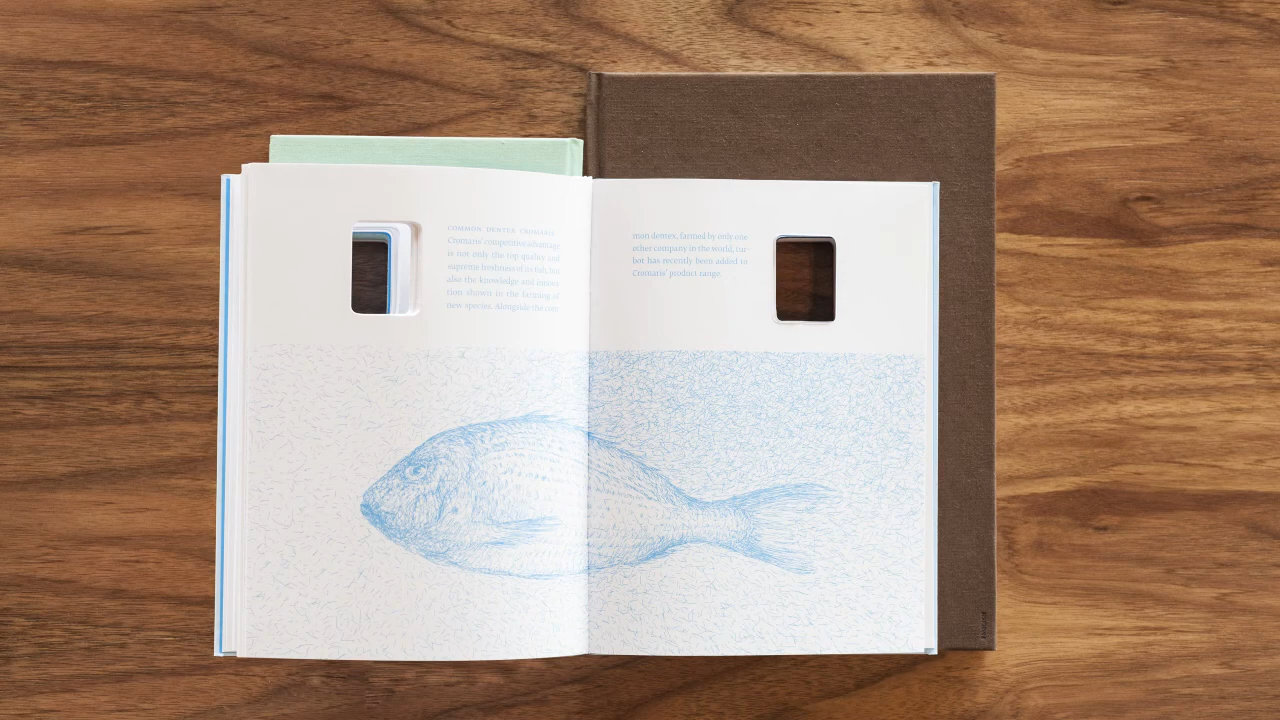 COMMON DENTEX CROMARIS
Cromaris' competitive advantage
is not only the top quality and
supreme freshness of its fish, but
also the knowledge and innova-
tion shown in the farming of
new species. Alongside the com-
mon dentex, farmed by only one
other company in the world, tur-
bot has recently been added to
Cromaris' product range.